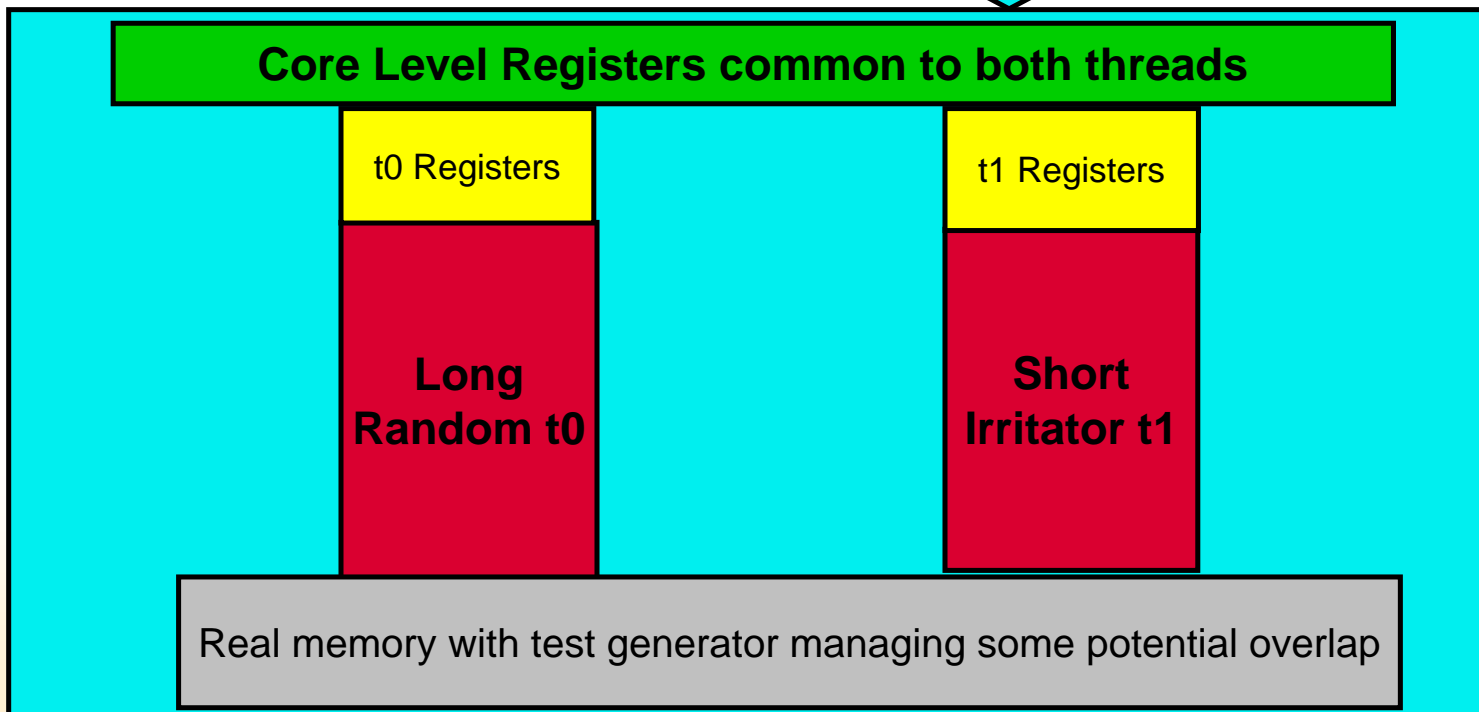 Core Level Registers common to both threads
t0 Registers
t1 Registers
Long
Random t0
Short
Irritator t1
Real memory with test generator managing some potential overlap